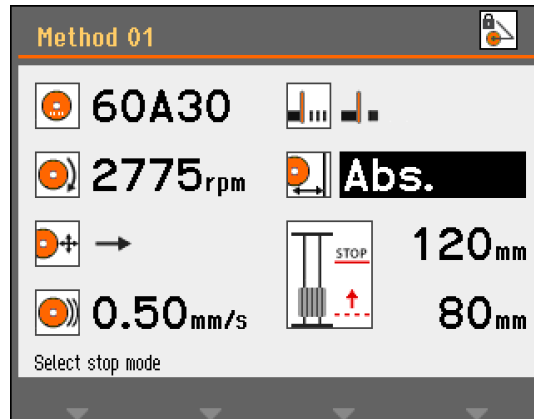 Method 01
60A30
2775rpm
Abs.
STOP
120mm
0.50mm/s
80mm
Select stop mode